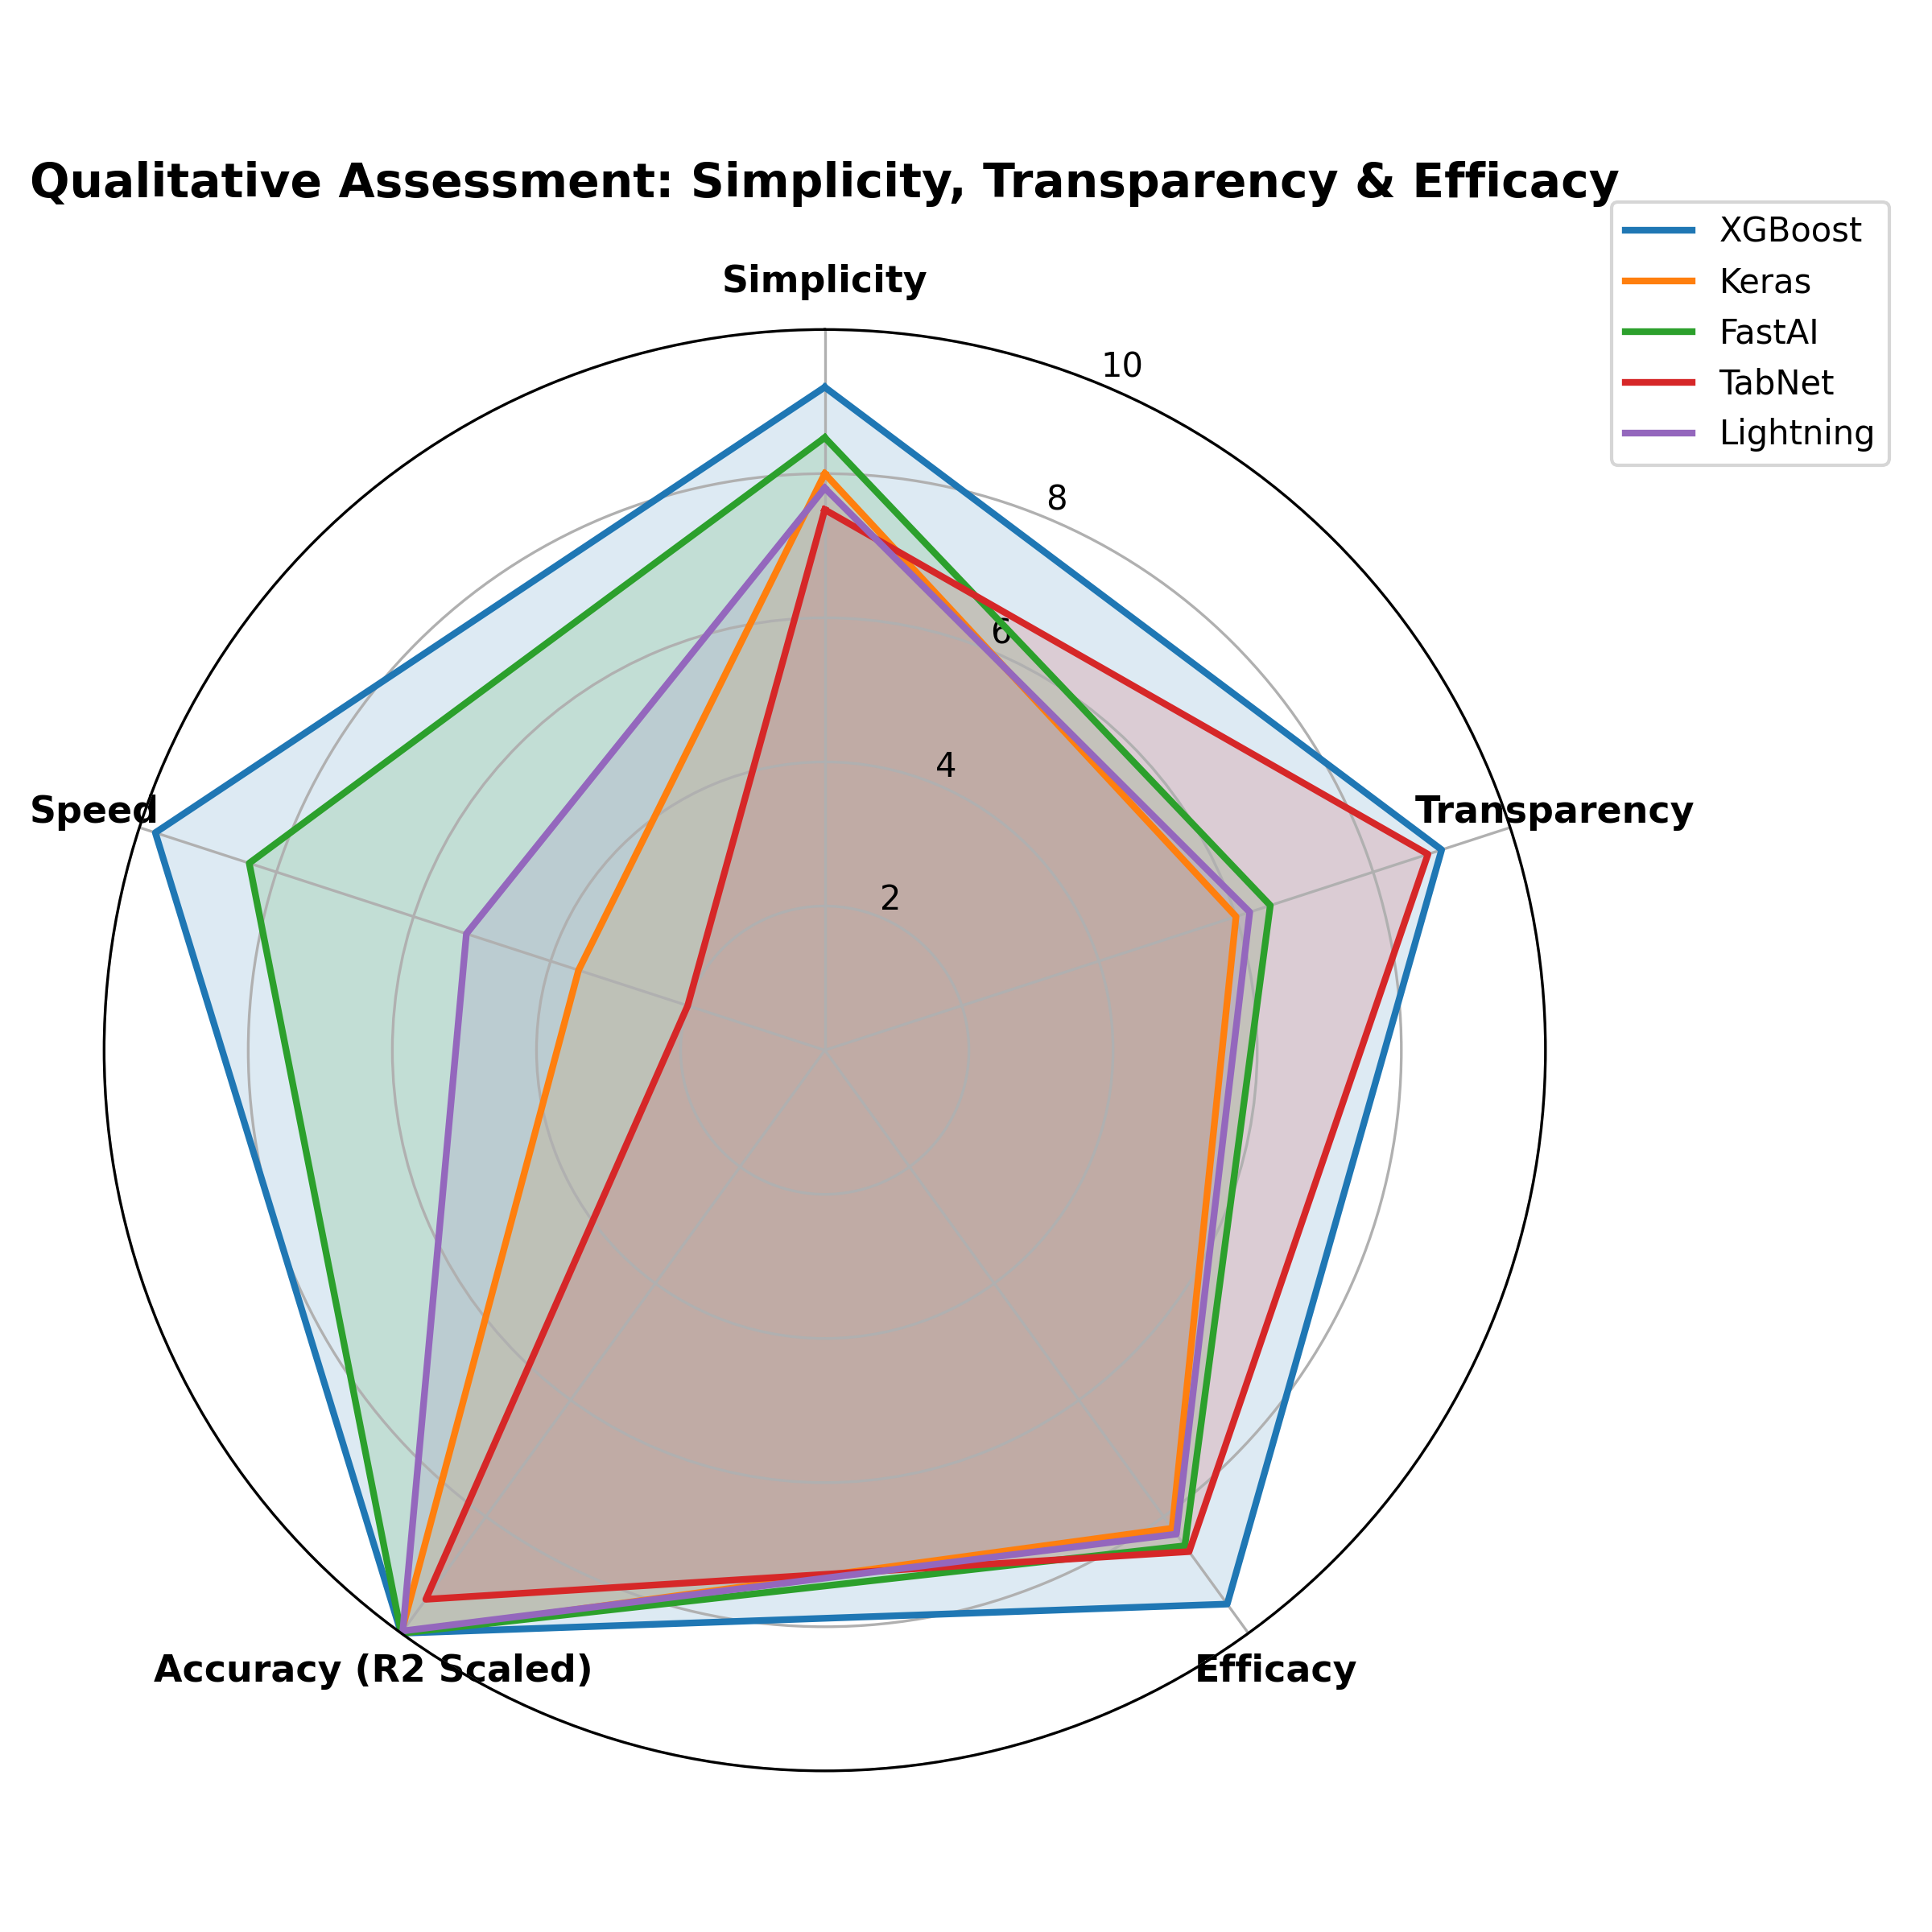 Qualitative Assessment: Simplicity, Transparency & Efficacy
XGBoost
Keras
FastAI
TabNet
Lightning
Simplicity
10
8
6
4
2
Speed
Transparency
Accuracy (R2 Scaled)
Efficacy